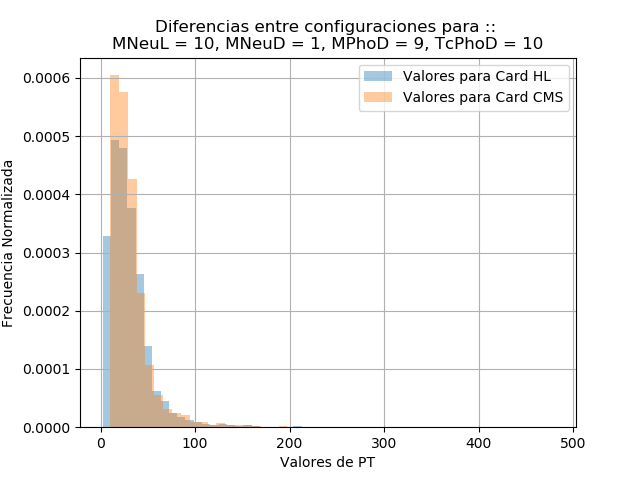 Diferencias entre configuraciones para ::
MNeuL = 10, MNeuD = 1, MPhoD = 9, TcPhoD = 10
Valores para Card HL
Valores para Card CMS
Frecuencia Normalizada
0.0006
0.0005
0.0004
0.0003
0.0002
0.0001
0.0000
0 100 200 300 400 500
Valores de PT